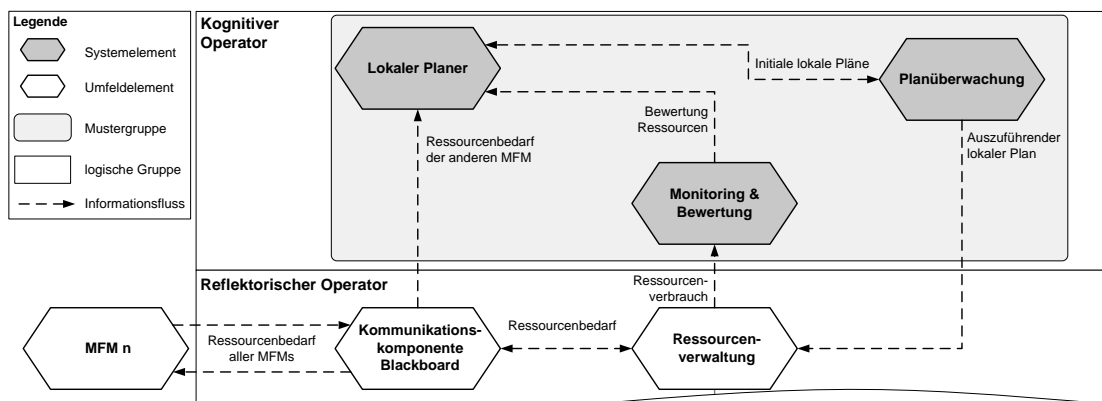 Legende
Systemelement
Umfeldelement
Mustergruppe
logische Gruppe
Informationsfluss
Kognitiver
Operator
Lokaler Planer
Initiale lokale Pläne
Planüberwachung
Bewertung
Ressourcen
Ressourcenbedarf
der anderen MFM
Auszuführender
lokaler Plan
Monitoring &
Bewertung
Reflektorischer Operator
Ressourcen-
verbrauch
MFM n
Ressourcenbedarf
aller MFMs
Kommunikations-
komponente
Blackboard
Ressourcenbedarf
Ressourcen-
verwaltung